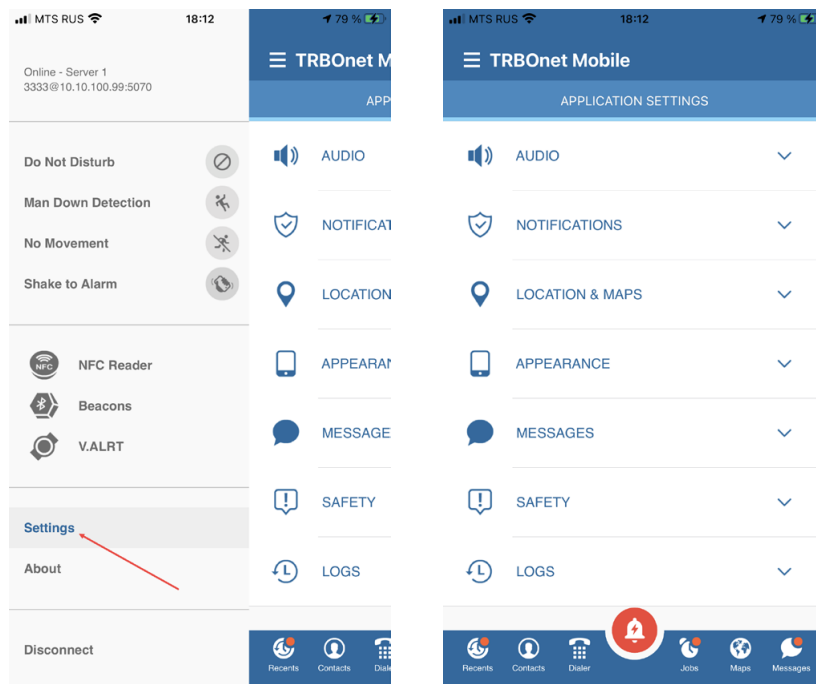 MTS RUS
18:12
79 %
Online - Server 1
3333@10.10.100.99:5070
Do Not Disturb
Man Down Detection
No Movement
Shake to Alarm
NFC
NFC Reader
Beacons
V.ALRT
Settings
About
Disconnect
TRBOnet M
APP
AUDIO
NOTIFICAT
LOCATION
APPEARAN
MESSAGE
SAFETY
LOGS
Recents
Contacts
Diale
MTS RUS
18:12
79 %
TRBOnet Mobile
APPLICATION SETTINGS
AUDIO
NOTIFICATIONS
LOCATION & MAPS
APPEARANCE
MESSAGES
SAFETY
LOGS
Recents
Contacts
Dialer
Jobs
Maps
Messages